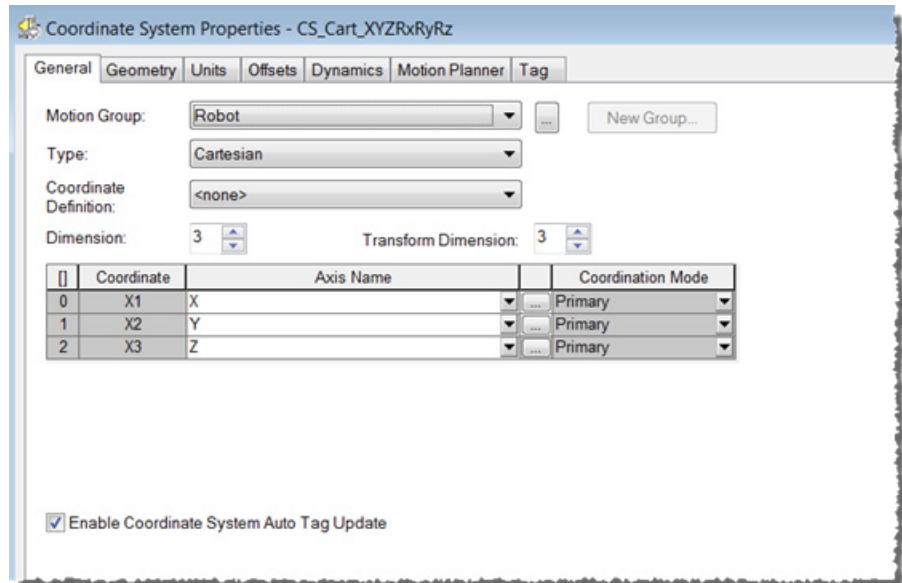 Coordinate System Properties - CS_Cart_XYZRxRyRz
General Geometry Units Offsets Dynamics Motion Planner Tag
Motion Group: Robot ... New Group...
Type: Cartesian
Coordinate Definition: <none>
Dimension: 3 Transform Dimension: 3
[] Coordinate Axis Name Coordination Mode
0 X1 X ... Primary
1 X2 Y ... Primary
2 X3 Z ... Primary
Enable Coordinate System Auto Tag Update